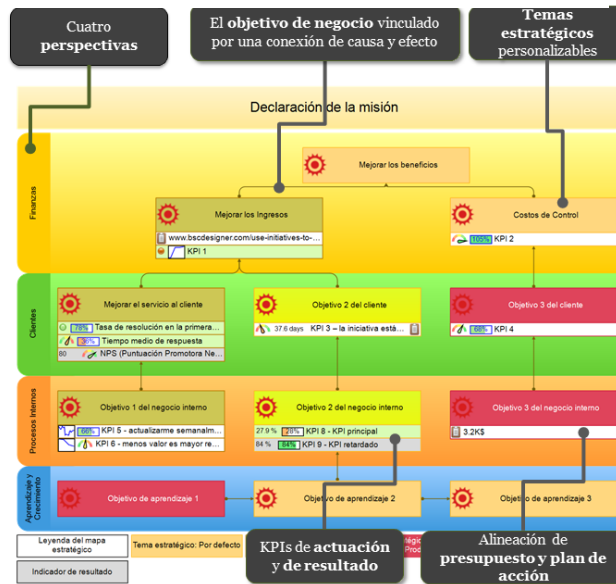 Cuatro
perspectivas
El objetivo de negocio vinculado
por una conexión de causa y efecto
Temas
estratégicos
personalizables
Declaración de la misión
Finanzas
Mejorar los beneficios
Mejorar los Ingresos
www.bscdesigner.com/use-initiatives-to-...
KPI 1
Costos de Control
105% KPI 2
Clientes
Mejorar el servicio al cliente
78% Tasa de resolución en la primera...
36% Tiempo medio de respuesta
80 NPS (Puntuación Promotora Ne...
Objetivo 2 del cliente
37.6 days KPI 3 – la iniciativa está...
Objetivo 3 del cliente
68% KPI 4
Procesos Internos
Objetivo 1 del negocio interno
66% KPI 5 - actualizarme semanalm...
KPI 6 - menos valor es mayor re...
Objetivo 2 del negocio interno
27.9 % 28% KPI 8 - KPI principal
84 % 84% KPI 9 - KPI retardado
Objetivo 3 del negocio interno
3.2K$
Aprendizaje y
Crecimiento
Objetivo de aprendizaje 1
Objetivo de aprendizaje 2
Objetivo de aprendizaje 3
Leyenda del mapa
estratégico
Tema estratégico: Por defecto
Indicador de resultado
KPIs de actuación
y de resultado
Alineación de
presupuesto y plan de
acción